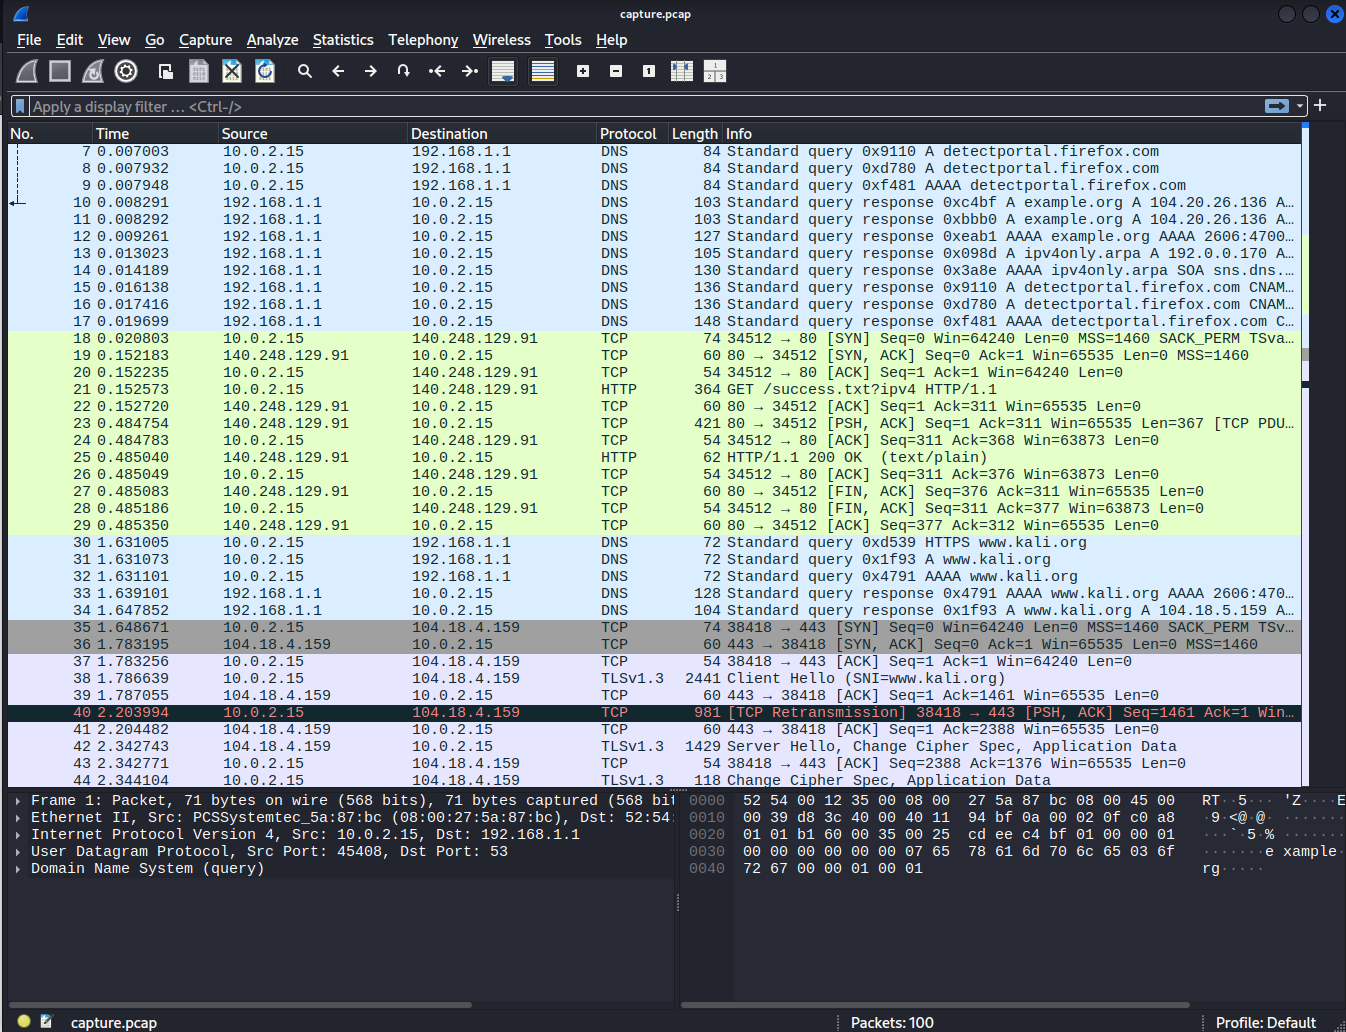 capture.pcap
File Edit View Go Capture Analyze Statistics Telephony Wireless Tools Help
Apply a display filter … <Ctrl-/>
No. Time Source Destination Protocol Length Info
7 0.007003 10.0.2.15 192.168.1.1 DNS 84 Standard query 0x9110 A detectportal.firefox.com
8 0.007932 10.0.2.15 192.168.1.1 DNS 84 Standard query 0xd780 A detectportal.firefox.com
9 0.007948 10.0.2.15 192.168.1.1 DNS 84 Standard query 0xf481 AAAA detectportal.firefox.com
10 0.008291 192.168.1.1 10.0.2.15 DNS 103 Standard query response 0xc4bf A example.org A 104.20.26.136 A…
11 0.008292 192.168.1.1 10.0.2.15 DNS 103 Standard query response 0xbbb0 A example.org A 104.20.26.136 A…
12 0.009261 192.168.1.1 10.0.2.15 DNS 127 Standard query response 0xeab1 AAAA example.org AAAA 2606:4700…
13 0.013023 192.168.1.1 10.0.2.15 DNS 105 Standard query response 0x098d A ipv4only.arpa A 192.0.0.170 A…
14 0.014189 192.168.1.1 10.0.2.15 DNS 130 Standard query response 0x3a8e AAAA ipv4only.arpa SOA sns.dns.…
15 0.016138 192.168.1.1 10.0.2.15 DNS 136 Standard query response 0x9110 A detectportal.firefox.com CNAM…
16 0.017416 192.168.1.1 10.0.2.15 DNS 136 Standard query response 0xd780 A detectportal.firefox.com CNAM…
17 0.019699 192.168.1.1 10.0.2.15 DNS 148 Standard query response 0xf481 AAAA detectportal.firefox.com C…
18 0.020803 10.0.2.15 140.248.129.91 TCP 74 34512 → 80 [SYN] Seq=0 Win=64240 Len=0 MSS=1460 SACK_PERM TSva…
19 0.152183 140.248.129.91 10.0.2.15 TCP 60 80 → 34512 [SYN, ACK] Seq=0 Ack=1 Win=65535 Len=0 MSS=1460
20 0.152235 10.0.2.15 140.248.129.91 TCP 54 34512 → 80 [ACK] Seq=1 Ack=1 Win=64240 Len=0
21 0.152573 10.0.2.15 140.248.129.91 HTTP 364 GET /success.txt?ipv4 HTTP/1.1
22 0.152720 140.248.129.91 10.0.2.15 TCP 60 80 → 34512 [ACK] Seq=1 Ack=311 Win=65535 Len=0
23 0.484754 140.248.129.91 10.0.2.15 TCP 421 80 → 34512 [PSH, ACK] Seq=1 Ack=311 Win=65535 Len=367 [TCP PDU…
24 0.484783 10.0.2.15 140.248.129.91 TCP 54 34512 → 80 [ACK] Seq=311 Ack=368 Win=63873 Len=0
25 0.485040 140.248.129.91 10.0.2.15 HTTP 62 HTTP/1.1 200 OK (text/plain)
26 0.485049 10.0.2.15 140.248.129.91 TCP 54 34512 → 80 [ACK] Seq=311 Ack=376 Win=63873 Len=0
27 0.485083 140.248.129.91 10.0.2.15 TCP 60 80 → 34512 [FIN, ACK] Seq=376 Ack=311 Win=65535 Len=0
28 0.485186 10.0.2.15 140.248.129.91 TCP 54 34512 → 80 [FIN, ACK] Seq=311 Ack=377 Win=63873 Len=0
29 0.485350 140.248.129.91 10.0.2.15 TCP 60 80 → 34512 [ACK] Seq=377 Ack=312 Win=65535 Len=0
30 1.631005 10.0.2.15 192.168.1.1 DNS 72 Standard query 0xd539 HTTPS www.kali.org
31 1.631073 10.0.2.15 192.168.1.1 DNS 72 Standard query 0x1f93 A www.kali.org
32 1.631101 10.0.2.15 192.168.1.1 DNS 72 Standard query 0x4791 AAAA www.kali.org
33 1.639101 192.168.1.1 10.0.2.15 DNS 128 Standard query response 0x4791 AAAA www.kali.org AAAA 2606:470…
34 1.647852 192.168.1.1 10.0.2.15 DNS 104 Standard query response 0x1f93 A www.kali.org A 104.18.5.159 A…
35 1.648671 10.0.2.15 104.18.4.159 TCP 74 38418 → 443 [SYN] Seq=0 Win=64240 Len=0 MSS=1460 SACK_PERM TSv…
36 1.783195 104.18.4.159 10.0.2.15 TCP 60 443 → 38418 [SYN, ACK] Seq=0 Ack=1 Win=65535 Len=0 MSS=1460
37 1.783256 10.0.2.15 104.18.4.159 TCP 54 38418 → 443 [ACK] Seq=1 Ack=1 Win=64240 Len=0
38 1.786639 10.0.2.15 104.18.4.159 TLSv1.3 2441 Client Hello (SNI=www.kali.org)
39 1.787055 104.18.4.159 10.0.2.15 TCP 60 443 → 38418 [ACK] Seq=1 Ack=1461 Win=65535 Len=0
40 2.203994 10.0.2.15 104.18.4.159 TCP 981 [TCP Retransmission] 38418 → 443 [PSH, ACK] Seq=1461 Ack=1 Win…
41 2.204482 104.18.4.159 10.0.2.15 TCP 60 443 → 38418 [ACK] Seq=1 Ack=2388 Win=65535 Len=0
42 2.342743 104.18.4.159 10.0.2.15 TLSv1.3 1429 Server Hello, Change Cipher Spec, Application Data
43 2.342771 10.0.2.15 104.18.4.159 TCP 54 38418 → 443 [ACK] Seq=2388 Ack=1376 Win=65535 Len=0
44 2.344104 10.0.2.15 104.18.4.159 TLSv1.3 118 Change Cipher Spec, Application Data
Frame 1: Packet, 71 bytes on wire (568 bits), 71 bytes captured (568 bit
Ethernet II, Src: PCSSystemtec_5a:87:bc (08:00:27:5a:87:bc), Dst: 52:54:
Internet Protocol Version 4, Src: 10.0.2.15, Dst: 192.168.1.1
User Datagram Protocol, Src Port: 45408, Dst Port: 53
Domain Name System (query)
0000 52 54 00 12 35 00 08 00 27 5a 87 bc 08 00 45 00 RT··5··· 'Z····E
0010 00 39 d8 3c 40 00 40 11 94 bf 0a 00 02 0f c0 a8 ·9·<@·@· ········
0020 01 01 b1 60 00 35 00 25 cd ee c4 bf 01 00 00 01 ···`·5·% ········
0030 00 00 00 00 00 00 07 65 78 61 6d 70 6c 65 03 6f ·······e xample·
0040 72 67 00 00 01 00 01 rg·····
capture.pcap
Packets: 100
Profile: Default